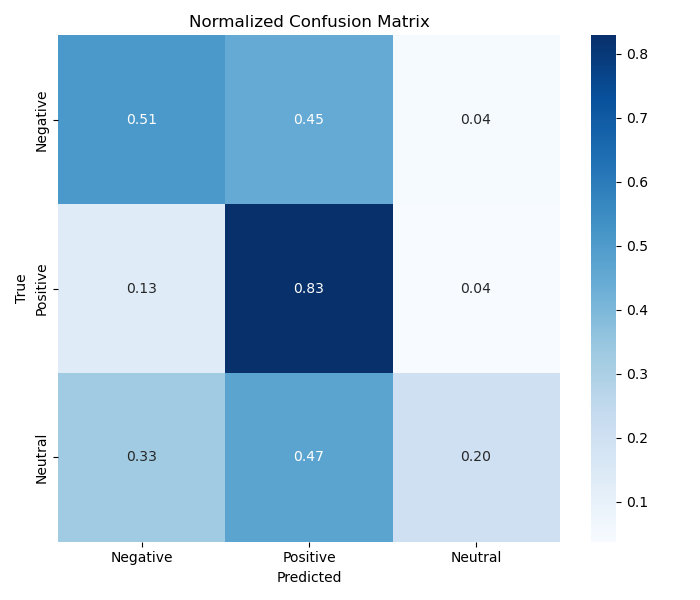 Normalized Confusion Matrix
True
Negative
0.51 0.45 0.04
Positive
0.13 0.83 0.04
Neutral
0.33 0.47 0.20
Negative Positive Neutral
Predicted
0.8
0.7
0.6
0.5
0.4
0.3
0.2
0.1